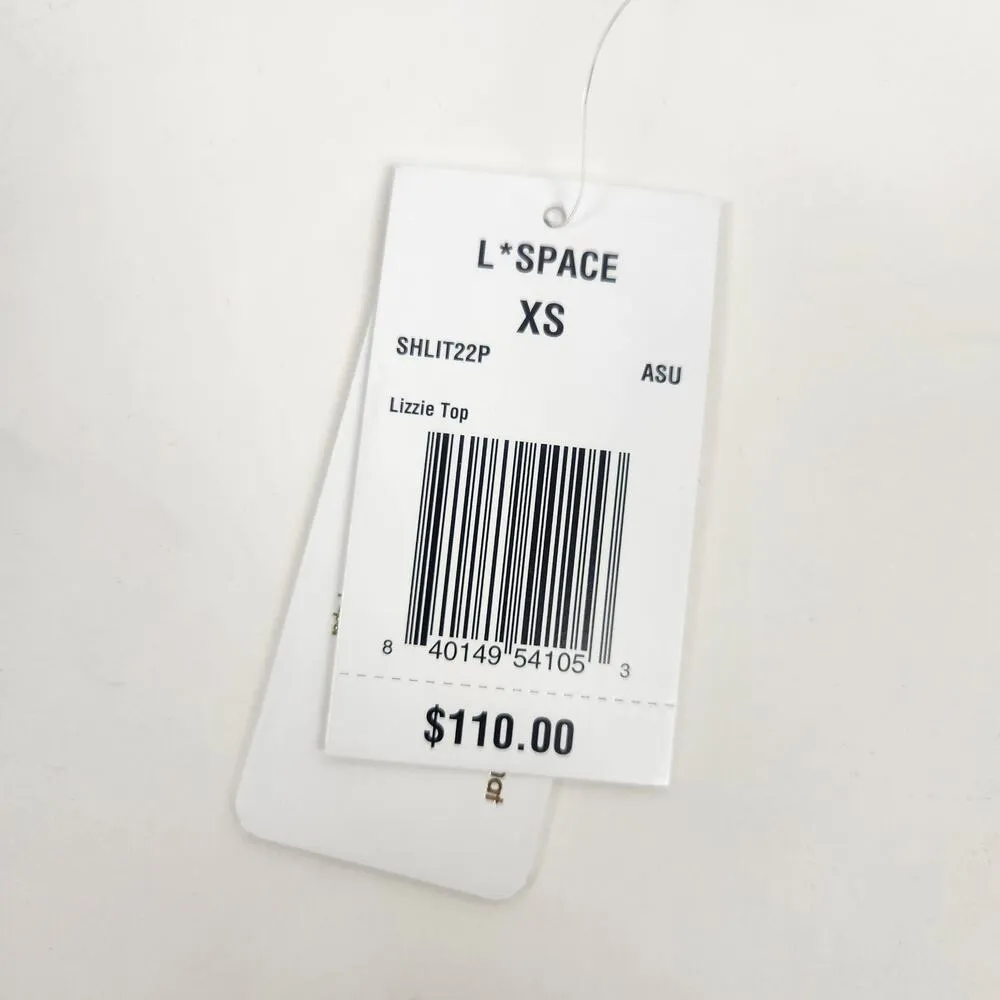 L*SPACE
XS
SHLIT22P
ASU
Lizzie Top
8 40149 54105 3
$110.00